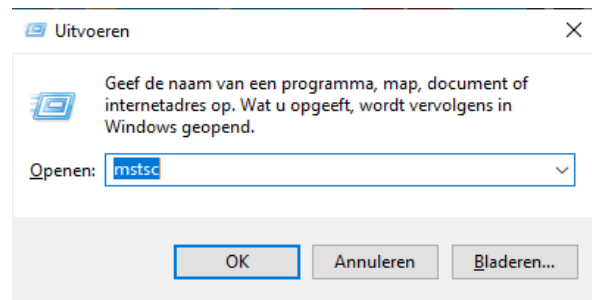 Uitvoeren
Geef de naam van een programma, map, document of
internetadres op. Wat u opgeeft, wordt vervolgens in
Windows geopend.
Openen: mstsc
OK Annuleren Bladeren...